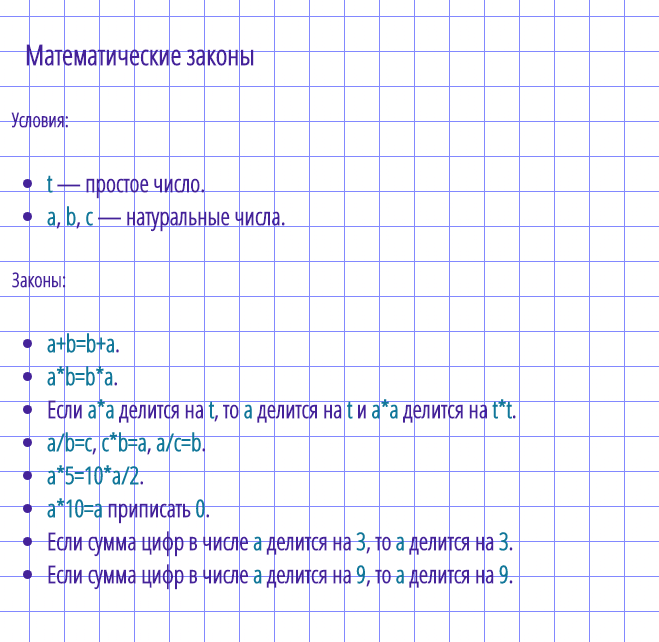 Математические законы
Условия:
t — простое число.
a, b, c — натуральные числа.
Законы:
a+b=b+a.
a*b=b*a.
Если a*a делится на t, то a делится на t и a*a делится на t*t.
a/b=c, c*b=a, a/c=b.
a*5=10*a/2.
a*10=a приписать 0.
Если сумма цифр в числе a делится на 3, то a делится на 3.
Если сумма цифр в числе a делится на 9, то a делится на 9.